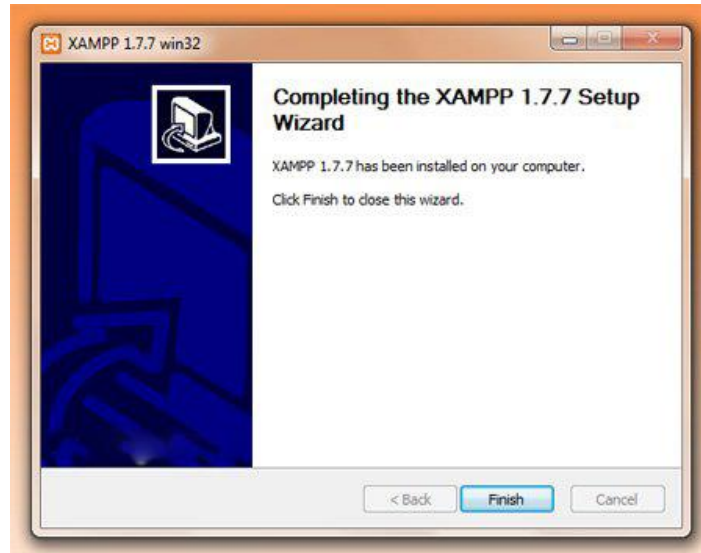 XAMPP 1.7.7 win32
Completing the XAMPP 1.7.7 Setup
Wizard
XAMPP 1.7.7 has been installed on your computer.
Click Finish to close this wizard.
< Back
Finish
Cancel